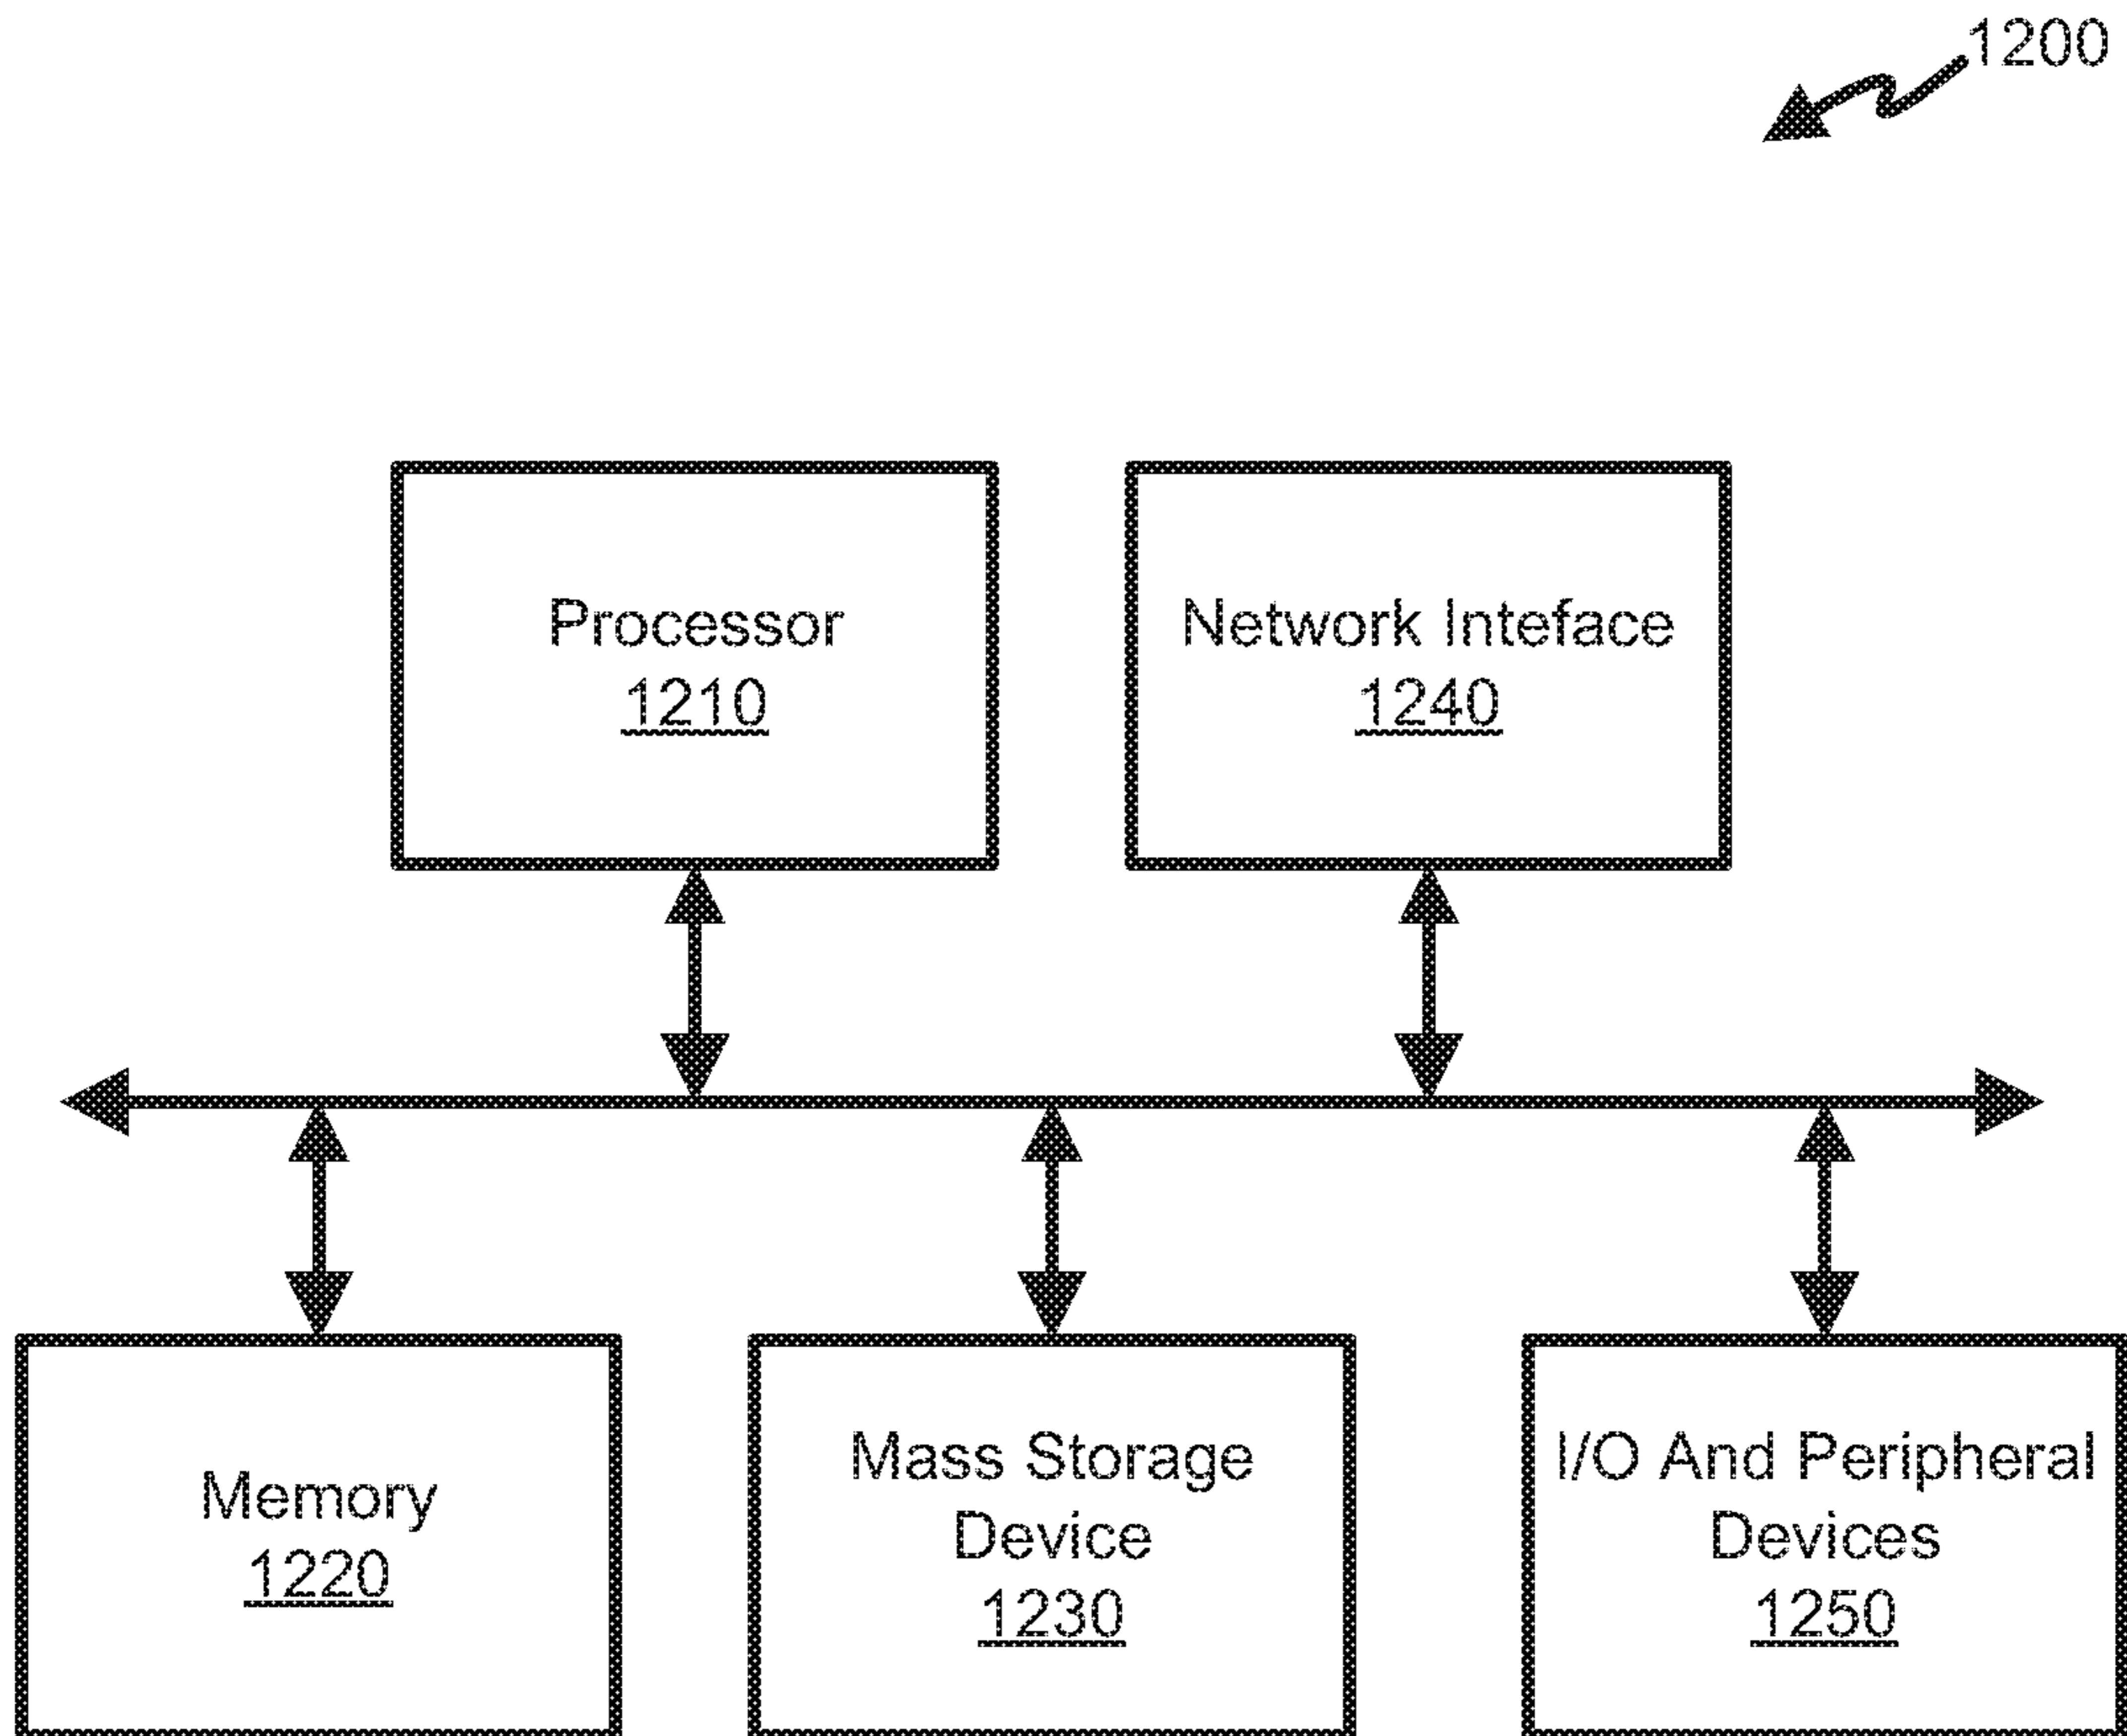 1200
Processor
1210
Network Inteface
1240
Memory
1220
Mass Storage
Device
1230
I/O And Peripheral
Devices
1250